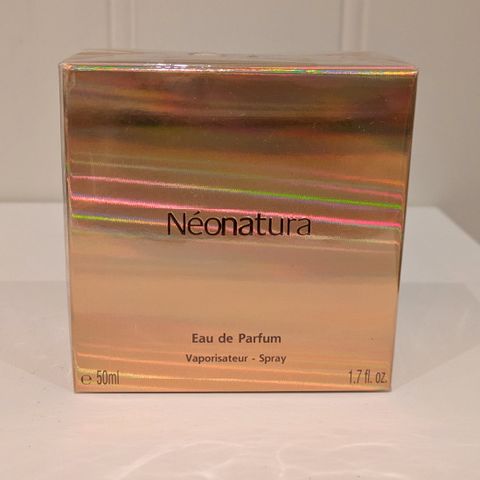 Néonatura
Eau de Parfum
Vaporisateur - Spray
℮ 50ml
1.7 fl. oz.